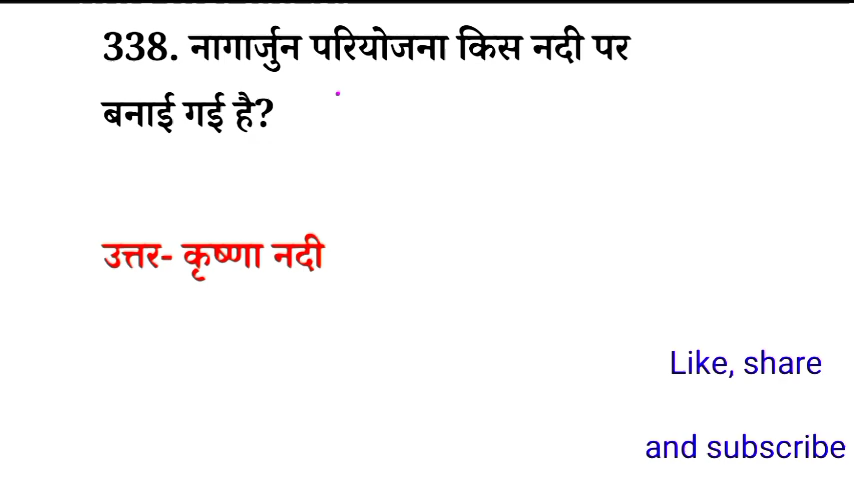 338. नागार्जुन परियोजना किस नदी पर
बनाई गई है?
उत्तर- कृष्णा नदी
Like, share
and subscribe